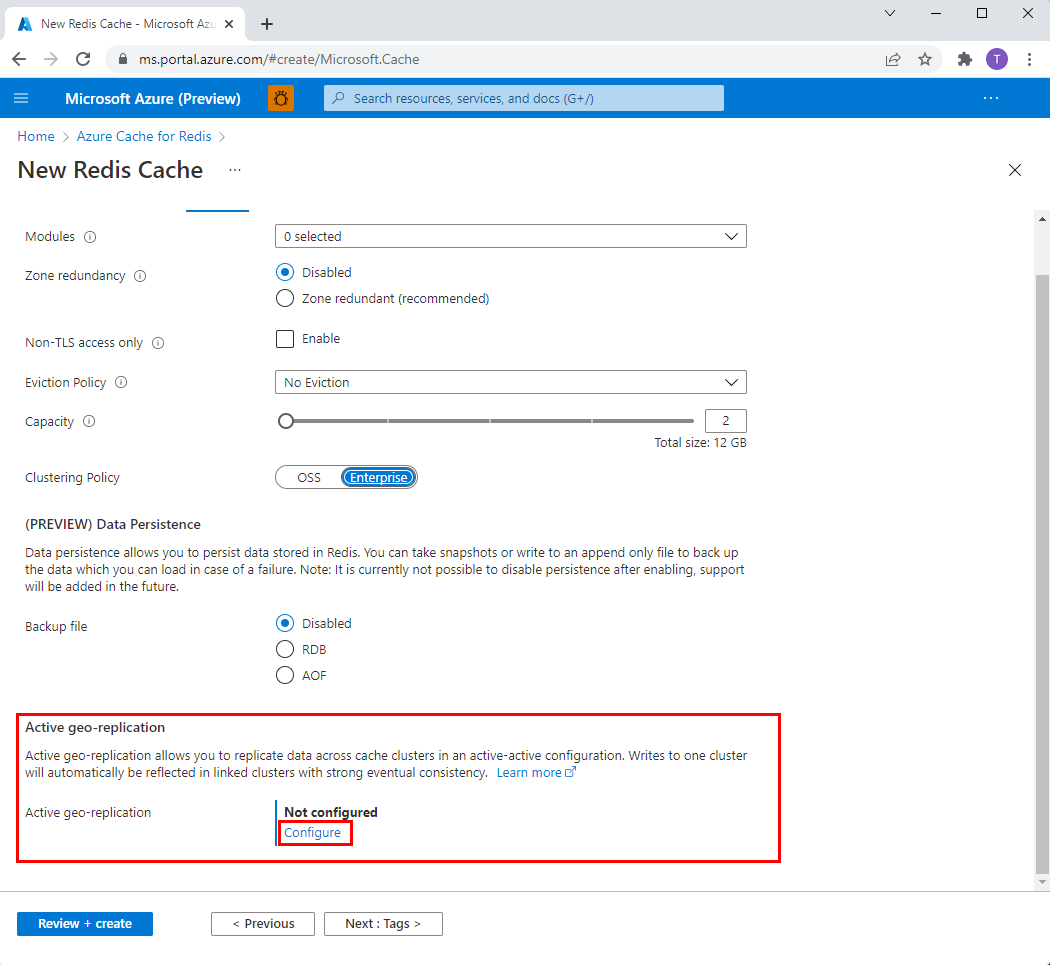 New Redis Cache - Microsoft Azu
ms.portal.azure.com/#create/Microsoft.Cache
T
Microsoft Azure (Preview)
Search resources, services, and docs (G+/)
...
Home > Azure Cache for Redis >
New Redis Cache ...
Modules
0 selected
Zone redundancy
Disabled
Zone redundant (recommended)
Non-TLS access only
Enable
Eviction Policy
No Eviction
Capacity
2
Total size: 12 GB
Clustering Policy
OSS
Enterprise
(PREVIEW) Data Persistence
Data persistence allows you to persist data stored in Redis. You can take snapshots or write to an append only file to back up
the data which you can load in case of a failure. Note: It is currently not possible to disable persistence after enabling, support
will be added in the future.
Backup file
Disabled
RDB
AOF
Active geo-replication
Active geo-replication allows you to replicate data across cache clusters in an active-active configuration. Writes to one cluster
will automatically be reflected in linked clusters with strong eventual consistency. Learn more
Active geo-replication
Not configured
Configure
Review + create
< Previous
Next : Tags >